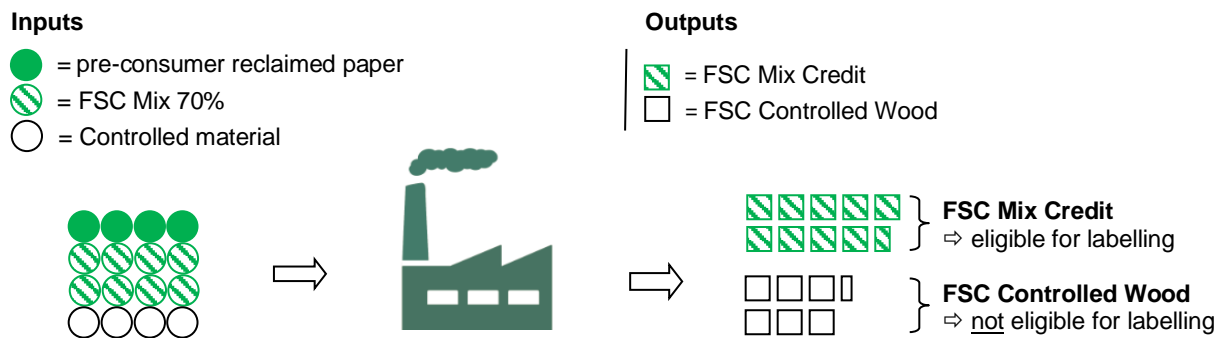 Inputs
= pre-consumer reclaimed paper
= FSC Mix 70%
= Controlled material
Outputs
= FSC Mix Credit
= FSC Controlled Wood
FSC Mix Credit
⇨ eligible for labelling
FSC Controlled Wood
⇨ not eligible for labelling